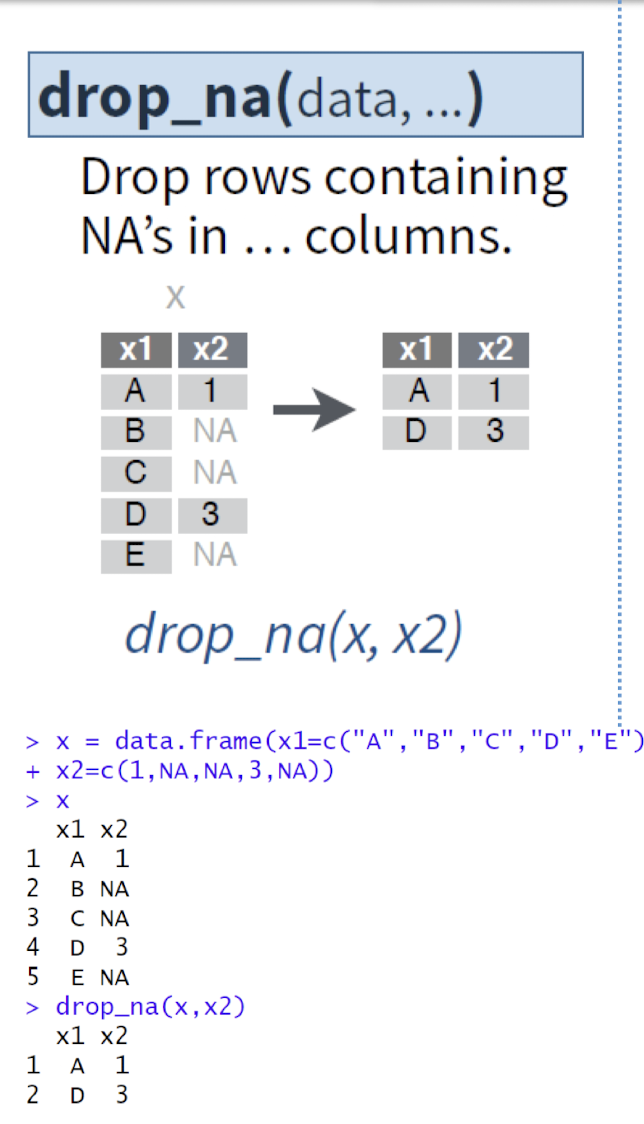 drop_na(data, ...)
Drop rows containing
NA’s in … columns.
x
x1 x2 x1 x2
A 1 A 1
B NA D 3
C NA
D 3
E NA
drop_na(x, x2)
> x = data.frame(x1=c("A","B","C","D","E")
+ x2=c(1,NA,NA,3,NA))
> x
x1 x2
1 A 1
2 B NA
3 C NA
4 D 3
5 E NA
> drop_na(x,x2)
x1 x2
1 A 1
2 D 3